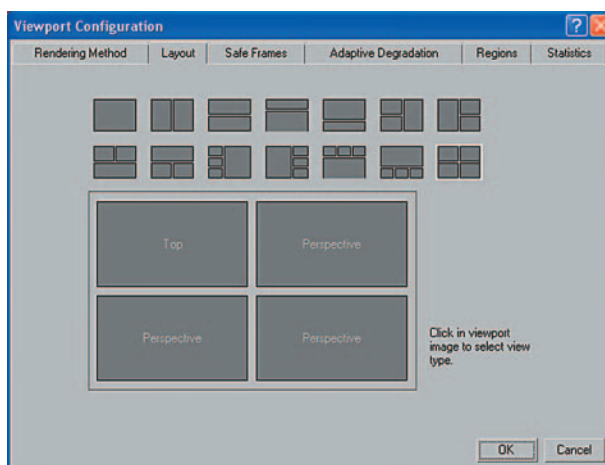 Viewport Configuration
Rendering Method
Layout
Safe Frames
Adaptive Degradation
Regions
Statistics
Top
Perspective
Perspective
Perspective
Click in viewport
image to select view
type.
OK
Cancel